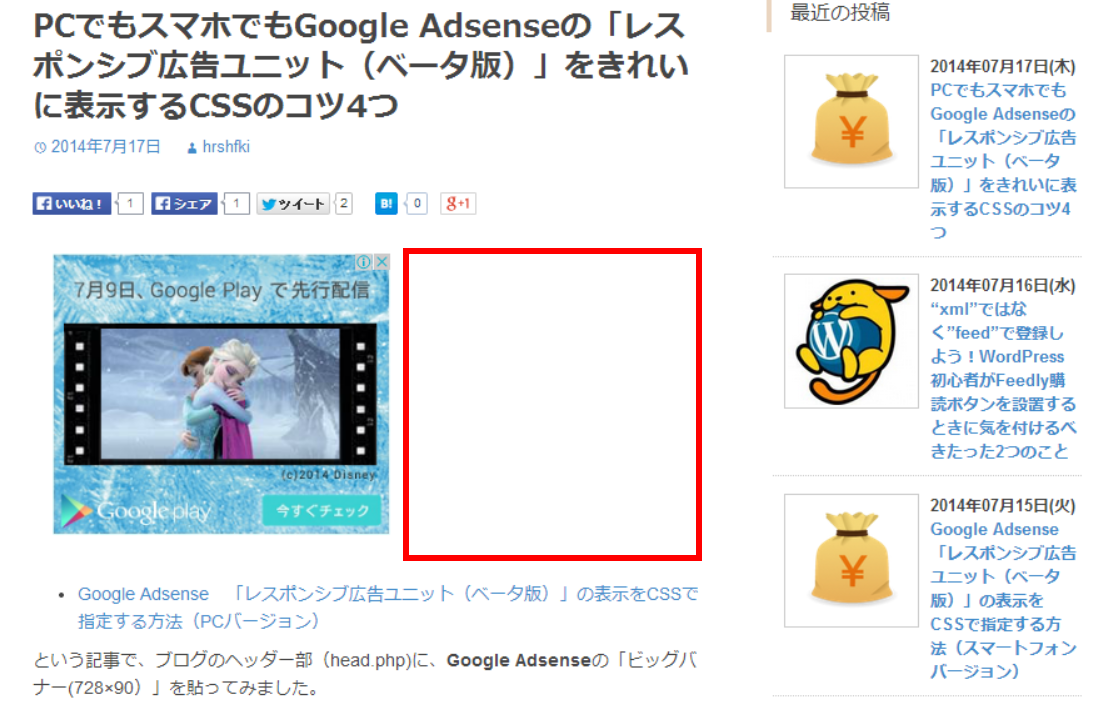 PCでもスマホでもGoogle Adsenseの「レス
ポンシブ広告ユニット（ベータ版）」をきれい
に表示するCSSのコツ4つ
2014年7月17日 hrshfki
いいね！ 1 シェア 1 ツイート 2 B! 0 g+1
7月9日、Google Play で先行配信
(c)2014 Disney
Google play 今すぐチェック
Google Adsense　「レスポンシブ広告ユニット（ベータ版）」の表示をCSSで
指定する方法（PCバージョン）
という記事で、ブログのヘッダー部（head.php)に、Google Adsenseの「ビッグバ
ナー(728×90）」を貼ってみました。
最近の投稿
¥
2014年07月17日(木)
PCでもスマホでも
Google Adsenseの
「レスポンシブ広告
ユニット（ベータ
版）」をきれいに表
示するCSSのコツ4
つ
2014年07月16日(水)
“xml”ではな
く”feed”で登録し
よう！WordPress
初心者がFeedly購
読ボタンを設置する
ときに気を付けるべ
きたった2つのこと
¥
2014年07月15日(火)
Google Adsense
「レスポンシブ広告
ユニット（ベータ
版）」の表示を
CSSで指定する方
法（スマートフォン
バージョン）